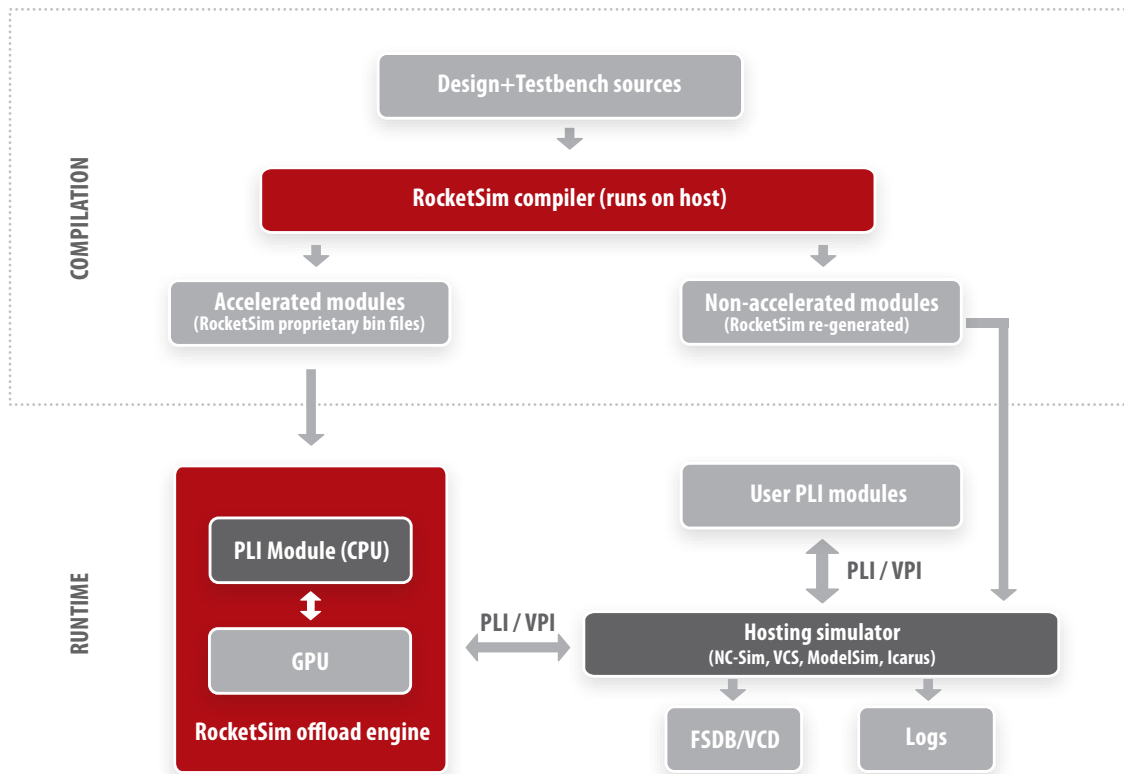 Design+Testbench sources
COMPILATION
RocketSim compiler (runs on host)
Accelerated modules
(RocketSim proprietary bin files)
Non-accelerated modules
(RocketSim re-generated)
RUNTIME
PLI Module (CPU)
GPU
RocketSim offload engine
PLI / VPI
User PLI modules
PLI / VPI
Hosting simulator
(NC-Sim, VCS, ModelSim, Icarus)
FSDB/VCD
Logs